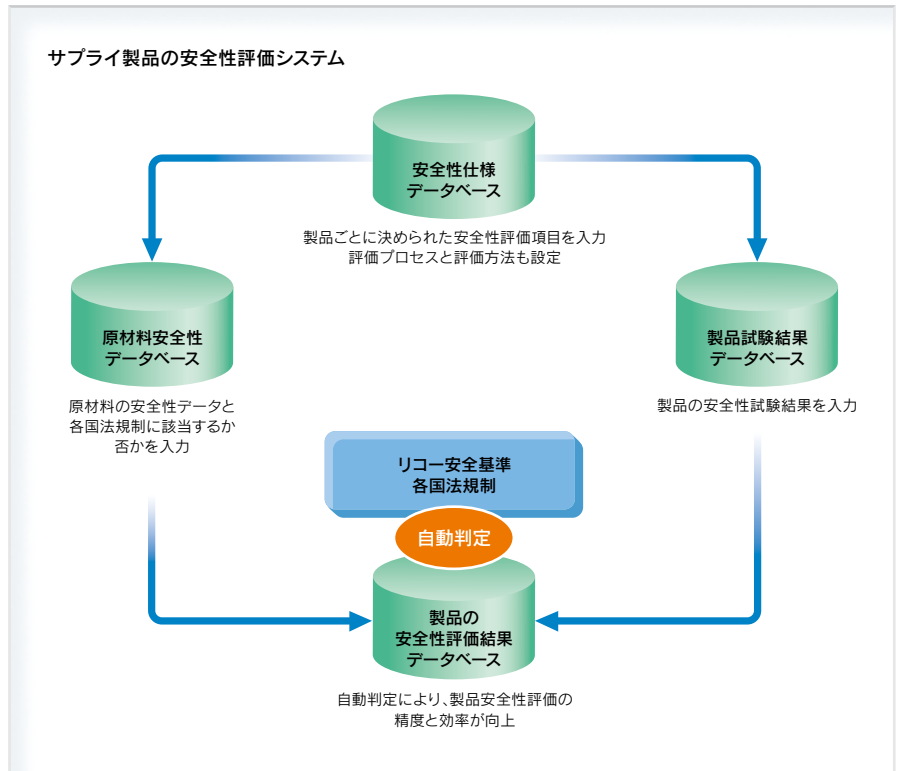 サプライ製品の安全性評価システム
安全性仕様
データベース
製品ごとに決められた安全性評価項目を入力
評価プロセスと評価方法も設定
原材料安全性
データベース
原材料の安全性データと
各国法規制に該当するか
否かを入力
製品試験結果
データベース
製品の安全性試験結果を入力
リコー安全基準
各国法規制
自動判定
製品の
安全性評価結果
データベース
自動判定により、製品安全性評価の
精度と効率が向上